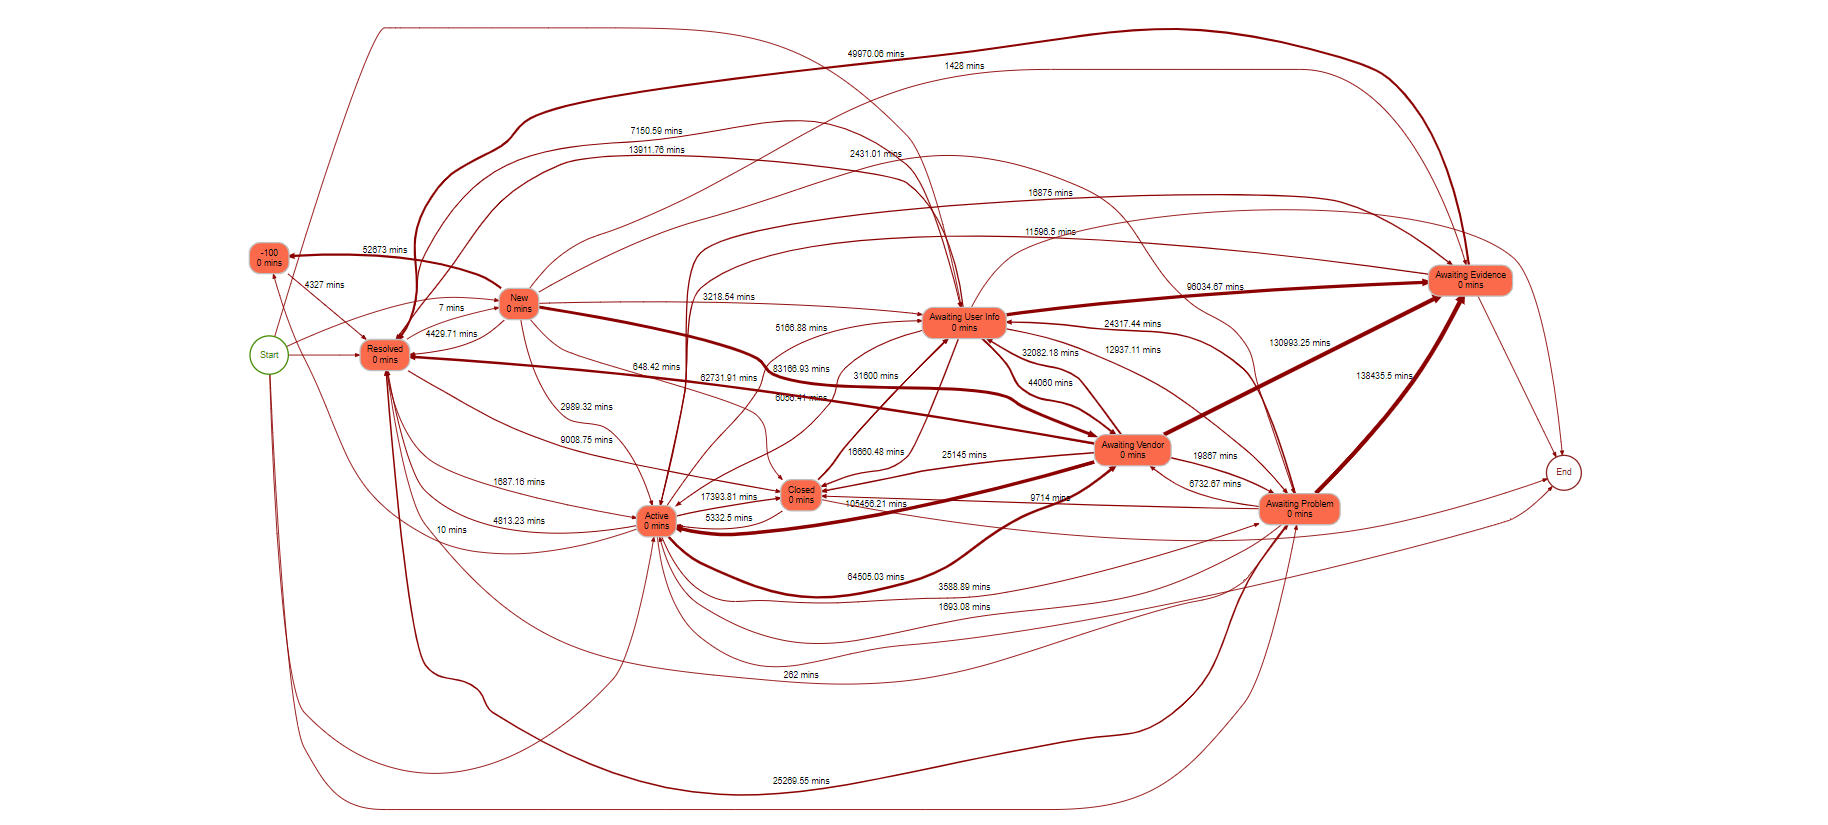 49970.06 mins
1428 mins
7150.59 mins
13911.76 mins
2431.01 mins
16875 mins
11596.5 mins
52673 mins
-100
0 mins
4327 mins
Awaiting Evidence
0 mins
96034.67 mins
New
0 mins
3218.54 mins
7 mins
Awaiting User Info
0 mins
5166.88 mins
24317.44 mins
4429.71 mins
130993.25 mins
Start
Resolved
0 mins
32082.18 mins
12937.11 mins
648.42 mins
83166.93 mins
62731.91 mins
31600 mins
44060 mins
138435.5 mins
6086.41 mins
2989.32 mins
9008.75 mins
Awaiting Vendor
0 mins
16660.48 mins
25145 mins
19867 mins
End
1687.16 mins
6732.67 mins
Closed
0 mins
17393.81 mins
9714 mins
105456.21 mins
Awaiting Problem
0 mins
Active
0 mins
5332.5 mins
4813.23 mins
10 mins
64505.03 mins
3588.89 mins
1693.08 mins
262 mins
25269.55 mins